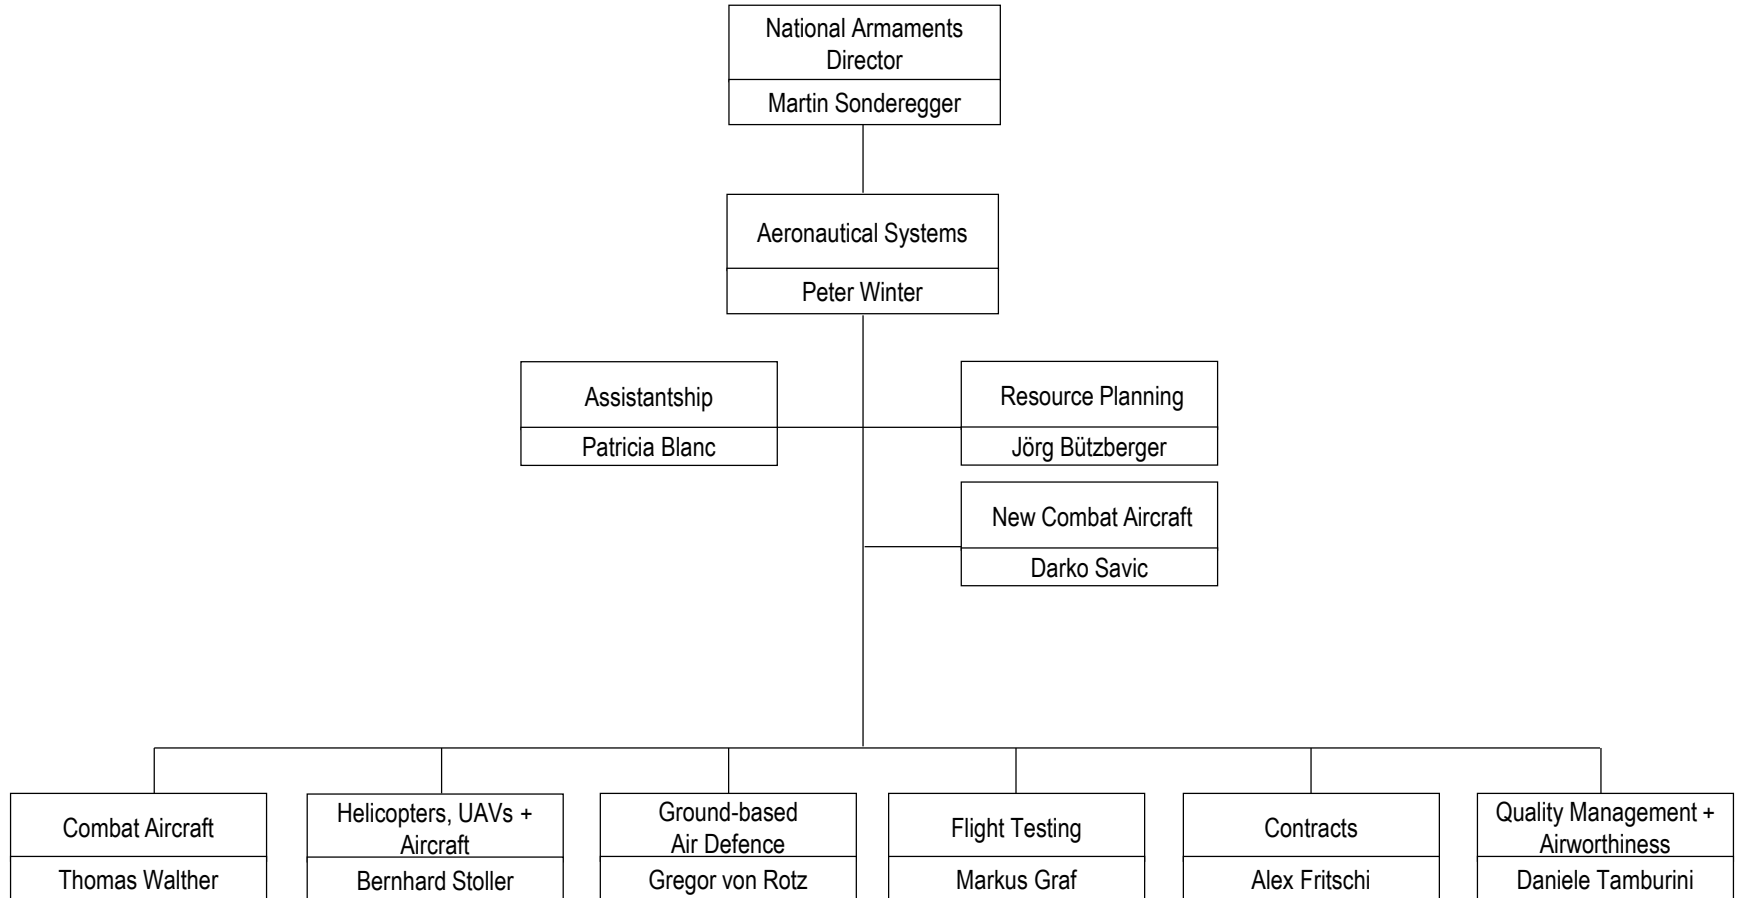 National Armaments
Director
Martin Sonderegger
Aeronautical Systems
Peter Winter
Assistantship
Patricia Blanc
Resource Planning
Jörg Bützberger
New Combat Aircraft
Darko Savic
Combat Aircraft
Thomas Walther
Helicopters, UAVs +
Aircraft
Bernhard Stoller
Ground-based
Air Defence
Gregor von Rotz
Flight Testing
Markus Graf
Contracts
Alex Fritschi
Quality Management +
Airworthiness
Daniele Tamburini